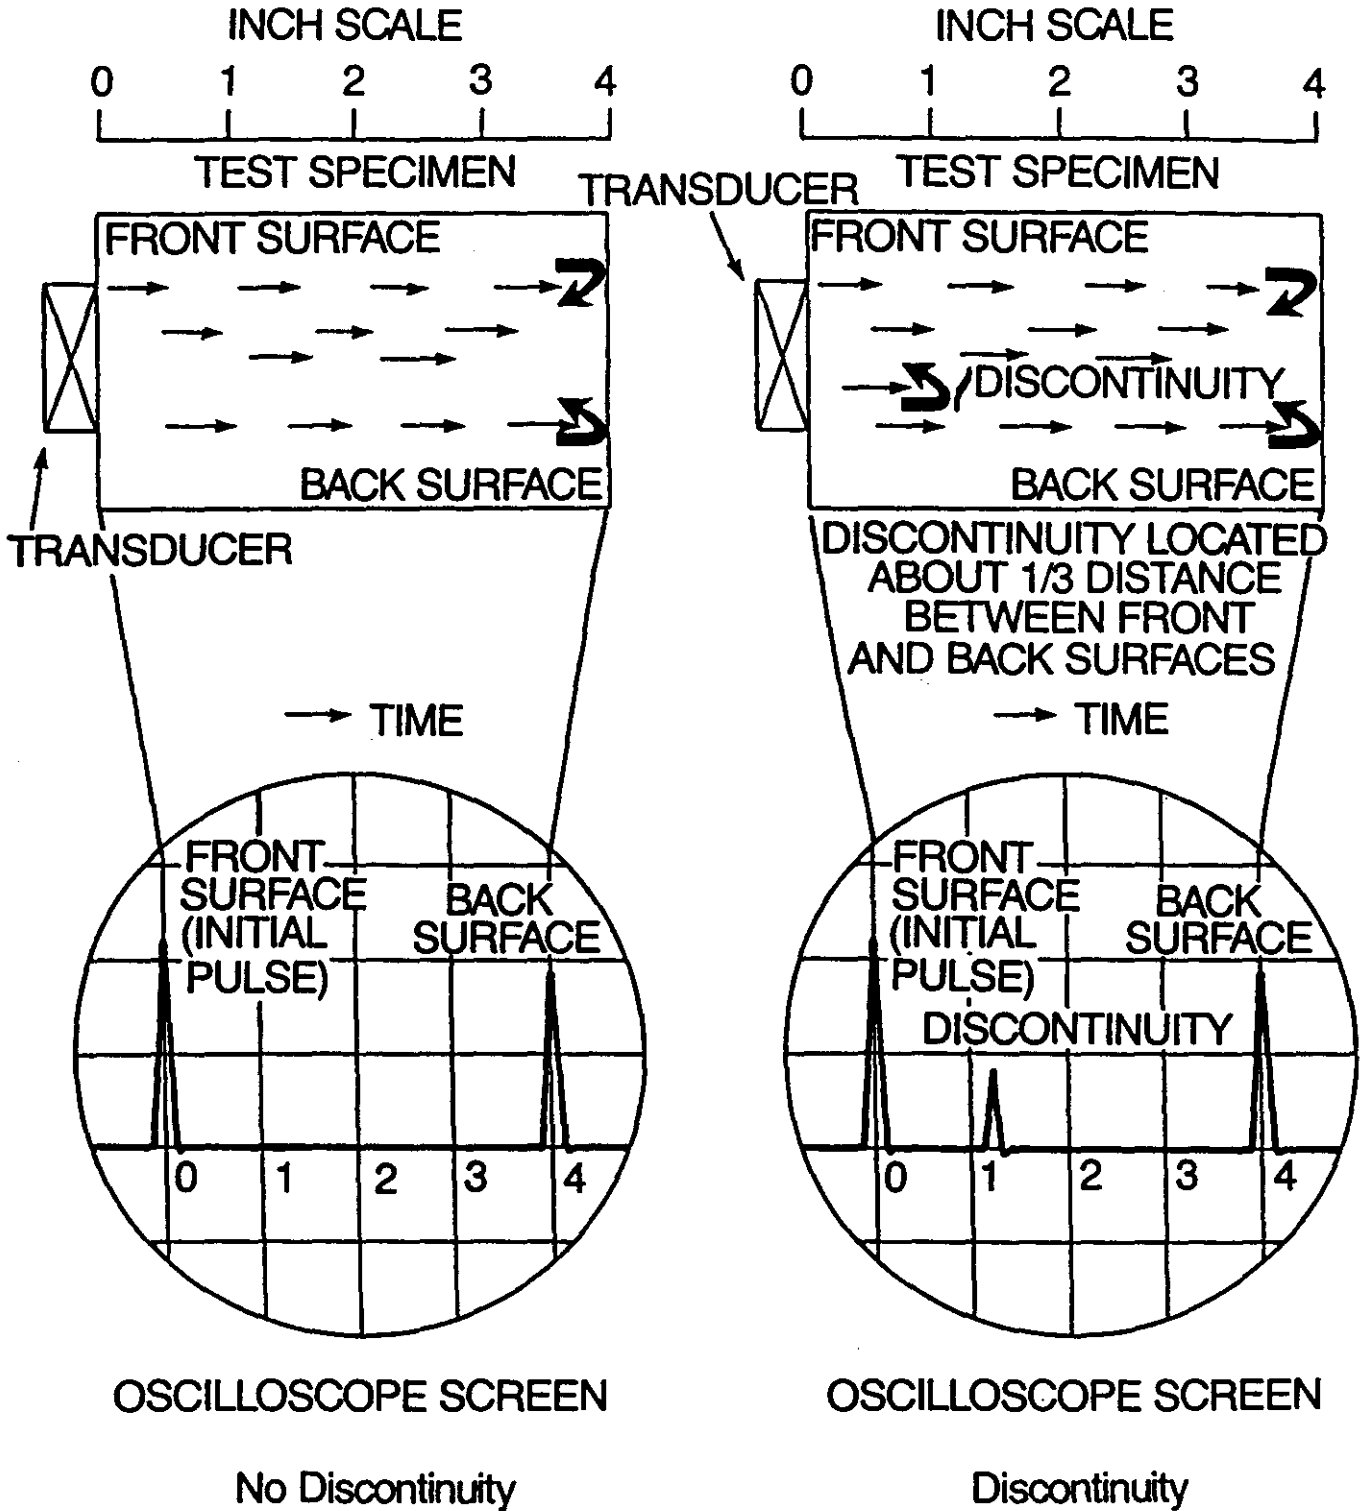 INCH SCALE
0 1 2 3 4
TEST SPECIMEN
FRONT SURFACE
BACK SURFACE
TRANSDUCER
TIME
FRONT
SURFACE
(INITIAL
PULSE)
BACK
SURFACE
0 1 2 3 4
OSCILLOSCOPE SCREEN
No Discontinuity
INCH SCALE
0 1 2 3 4
TEST SPECIMEN
TRANSDUCER
FRONT SURFACE
DISCONTINUITY
BACK SURFACE
DISCONTINUITY LOCATED
ABOUT 1/3 DISTANCE
BETWEEN FRONT
AND BACK SURFACES
TIME
FRONT
SURFACE
(INITIAL
PULSE)
BACK
SURFACE
DISCONTINUITY
0 1 2 3 4
OSCILLOSCOPE SCREEN
Discontinuity